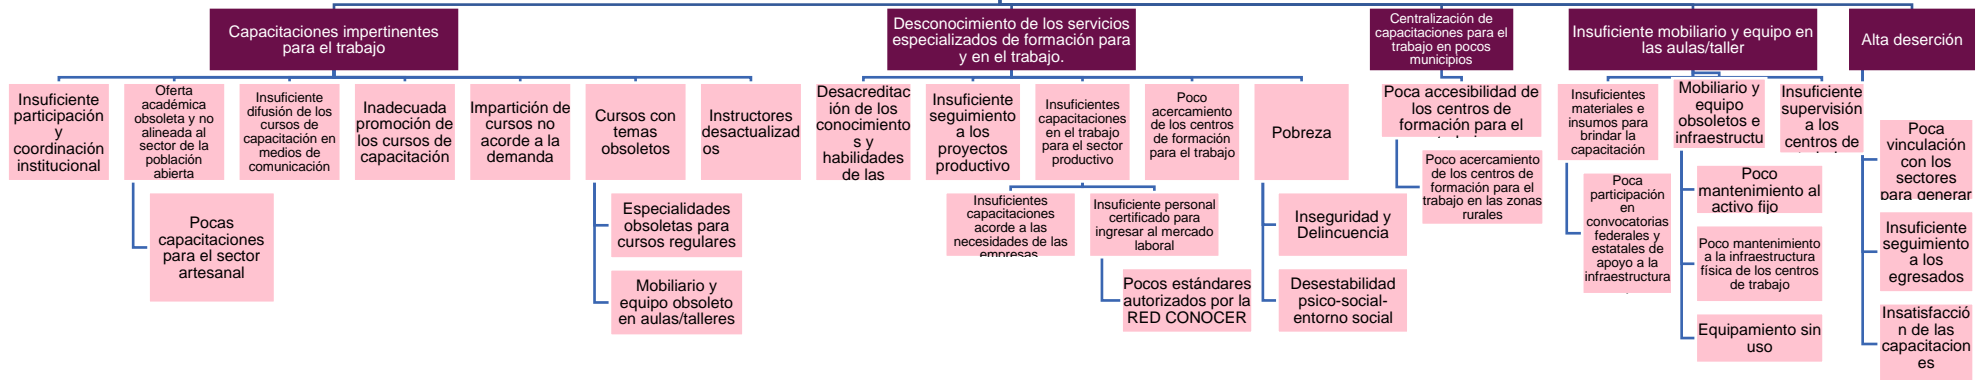 Capacitaciones impertinentes
para el trabajo
Desconocimiento de los servicios
especializados de formación para
y en el trabajo.
Centralización de
capacitaciones para el
trabajo en pocos
municipios
Insuficiente mobiliario y equipo en
las aulas/taller
Alta deserción
Insuficiente
participación
y
coordinación
institucional
Oferta
académica
obsoleta y no
alineada al
sector de la
población
abierta
Insuficiente
difusión de los
cursos de
capacitación en
medios de
comunicación
Inadecuada
promoción de
los cursos de
capacitación
Impartición de
cursos no
acorde a la
demanda
Cursos con
temas
obsoletos
Instructores
desactualizad
os
Desacreditac
ión de los
conocimiento
s y
habilidades
de las
Insuficiente
seguimiento
a los
proyectos
productivo
Insuficientes
capacitaciones
en el trabajo
para el sector
productivo
Poco
acercamiento
de los centros
de formación
para el trabajo
Pobreza
Poca accesibilidad de
los centros de
formación para el
Insuficientes
materiales e
insumos para
brindar la
capacitación
Mobiliario y
equipo
obsoletos e
infraestructu
Insuficiente
supervisión
a los
centros de
Poca
vinculación
con los
sectores
para generar
Pocas
capacitaciones
para el sector
artesanal
Especialidades
obsoletas para
cursos regulares
Mobiliario y
equipo obsoleto
en aulas/talleres
Insuficientes
capacitaciones
acorde a las
necesidades de las
empresas
Insuficiente personal
certificado para
ingresar al mercado
laboral
Pocos estándares
autorizados por la
RED CONOCER
Inseguridad y
Delincuencia
Desestabilidad
psico-social-
entorno social
Poco acercamiento
de los centros de
formación para el
trabajo en las zonas
rurales
Poca
participación
en
convocatorias
federales y
estatales de
apoyo a la
infraestructura
Poco
mantenimiento al
activo fijo
Poco mantenimiento
a la infraestructura
física de los centros
de trabajo
Equipamiento sin
uso
Insuficiente
seguimiento
a los
egresados
Insatisfacció
n de las
capacitacion
es